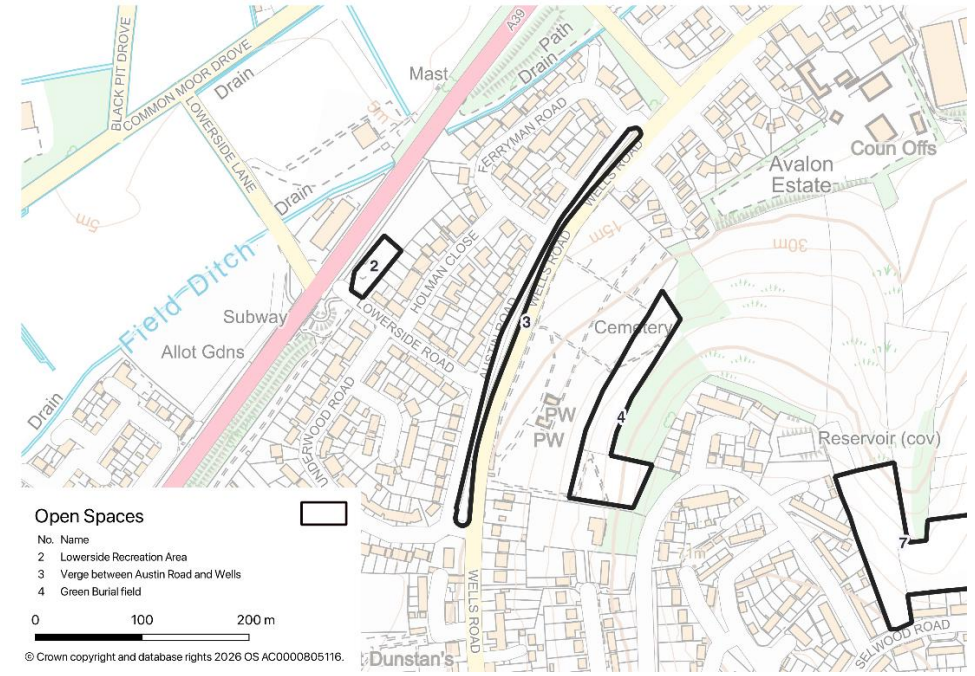 A39
BLACK PIT DROVE
COMMON MOOR DROVE
Drain
Mast
Path
Drain
LOWERSIDE LANE
5m
FERRYMAN ROAD
2
Coun Offs
Avalon
Estate
Drain
WELLS ROAD
5m
15m
30m
Field Ditch
HOLMAN CLOSE
2
WELLS ROAD
Subway
LOWERSIDE ROAD
AUSTIN ROAD
3
Cemetery
Allot Gdns
Drain
UNDERWOOD ROAD
PW
PW
4
Reservoir (cov)
71m
7
SELWOOD ROAD
WELLS ROAD
Dunstan's
Open Spaces
No. Name
2 Lowerside Recreation Area
3 Verge between Austin Road and Wells
4 Green Burial field
0 100 200 m
© Crown copyright and database rights 2026 OS AC0000805116.